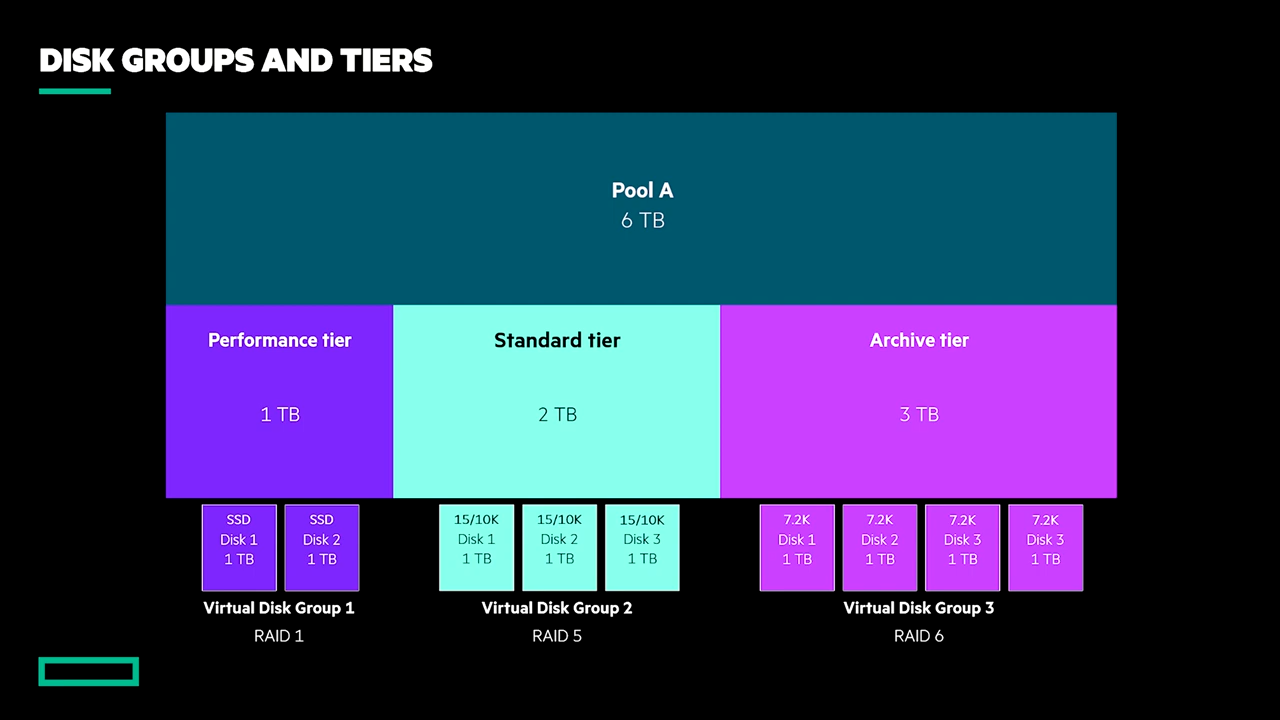 DISK GROUPS AND TIERS
Pool A
6 TB
Performance tier
1 TB
Standard tier
2 TB
Archive tier
3 TB
SSD
Disk 1
1 TB
SSD
Disk 2
1 TB
15/10K
Disk 1
1 TB
15/10K
Disk 2
1 TB
15/10K
Disk 3
1 TB
7.2K
Disk 1
1 TB
7.2K
Disk 2
1 TB
7.2K
Disk 3
1 TB
7.2K
Disk 3
1 TB
Virtual Disk Group 1
RAID 1
Virtual Disk Group 2
RAID 5
Virtual Disk Group 3
RAID 6